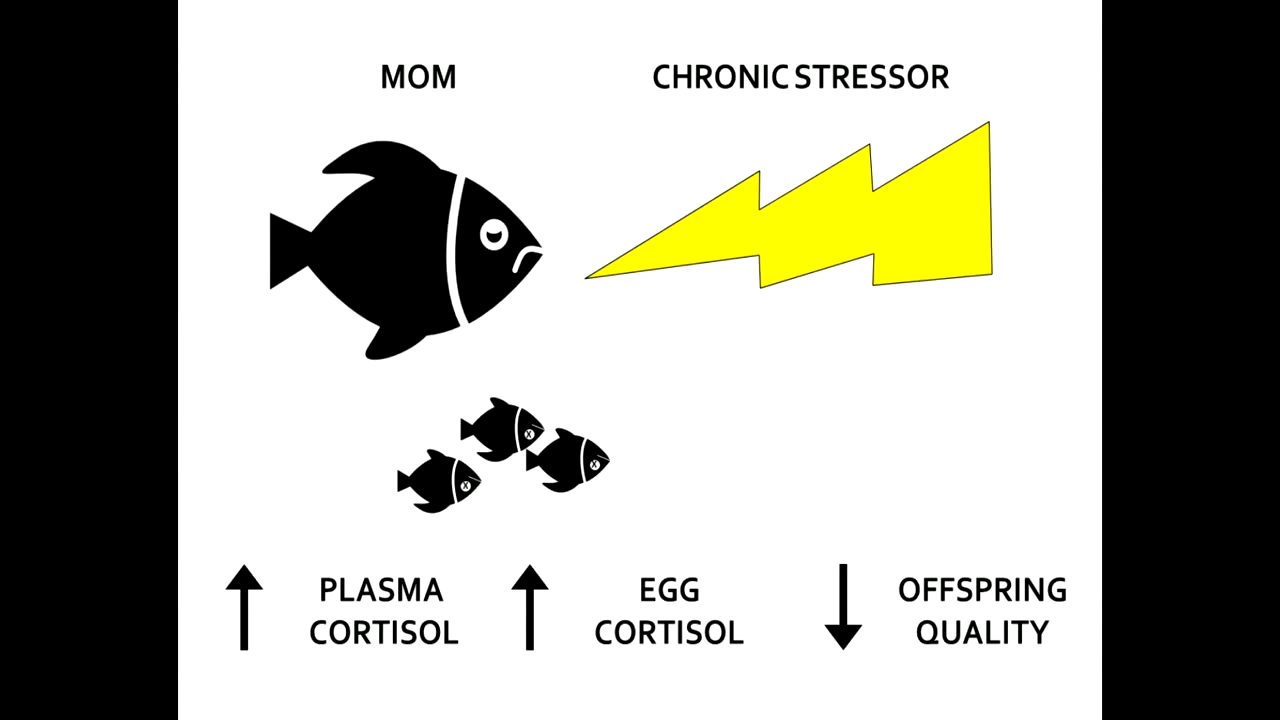 MOM
CHRONIC STRESSOR
PLASMA
CORTISOL
EGG
CORTISOL
OFFSPRING
QUALITY